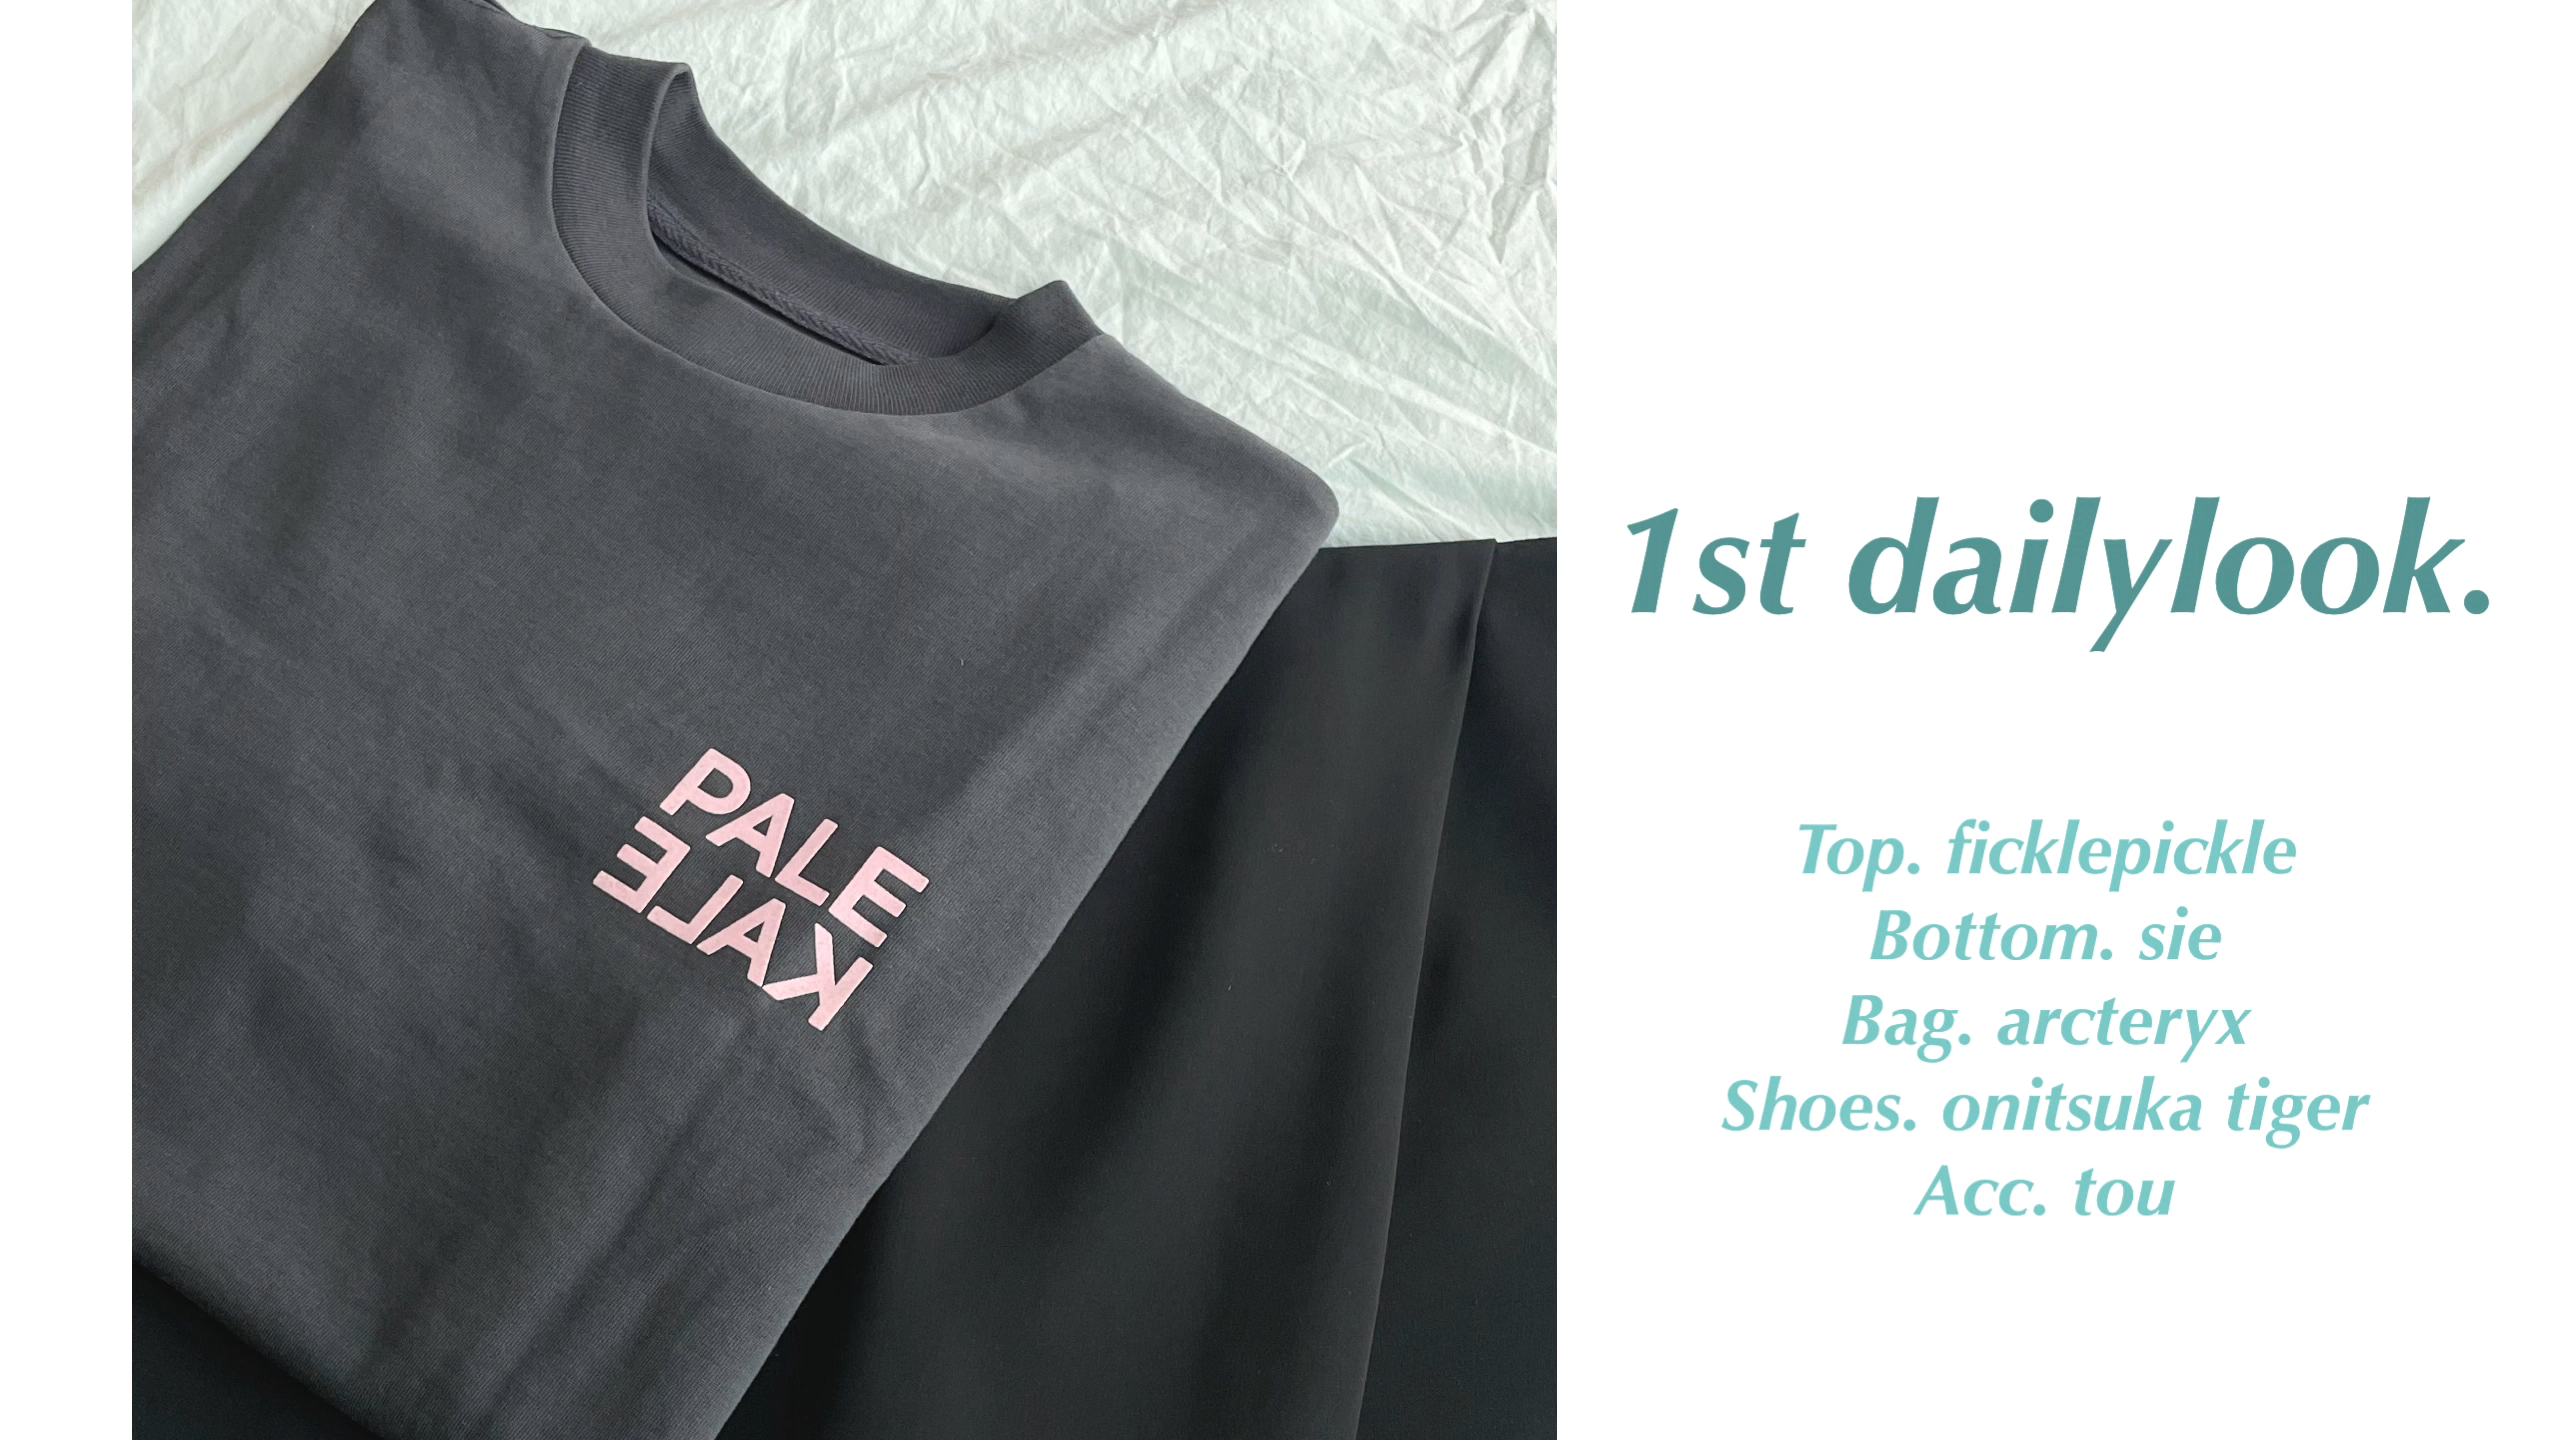 PALE
KALE
1st dailylook.
Top. ficklepickle
Bottom. sie
Bag. arcteryx
Shoes. onitsuka tiger
Acc. tou